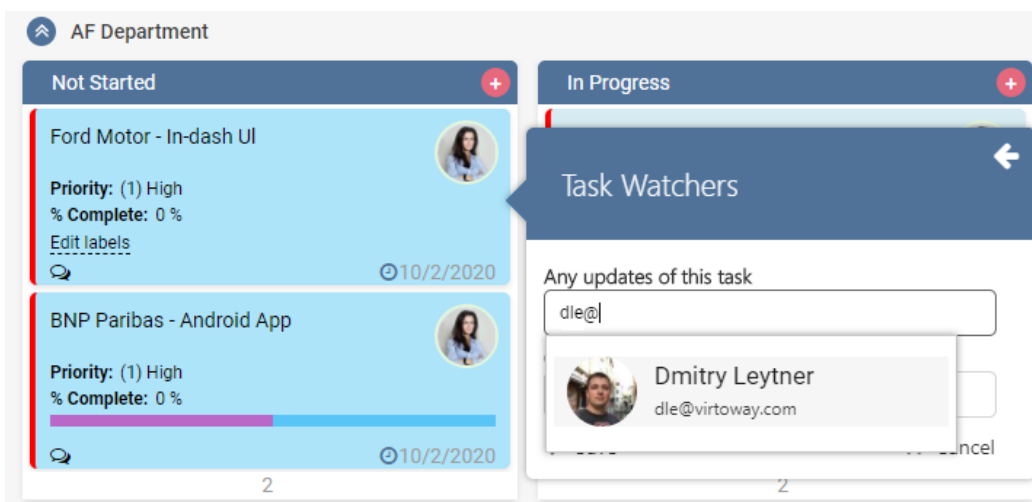 AF Department
Not Started
+
Ford Motor - In-dash UI
Priority: (1) High
% Complete: 0 %
Edit labels
10/2/2020
BNP Paribas - Android App
Priority: (1) High
% Complete: 0 %
10/2/2020
2
In Progress
+
Task Watchers
Any updates of this task
dle@
Dmitry Leytner
dle@virtoway.com
2